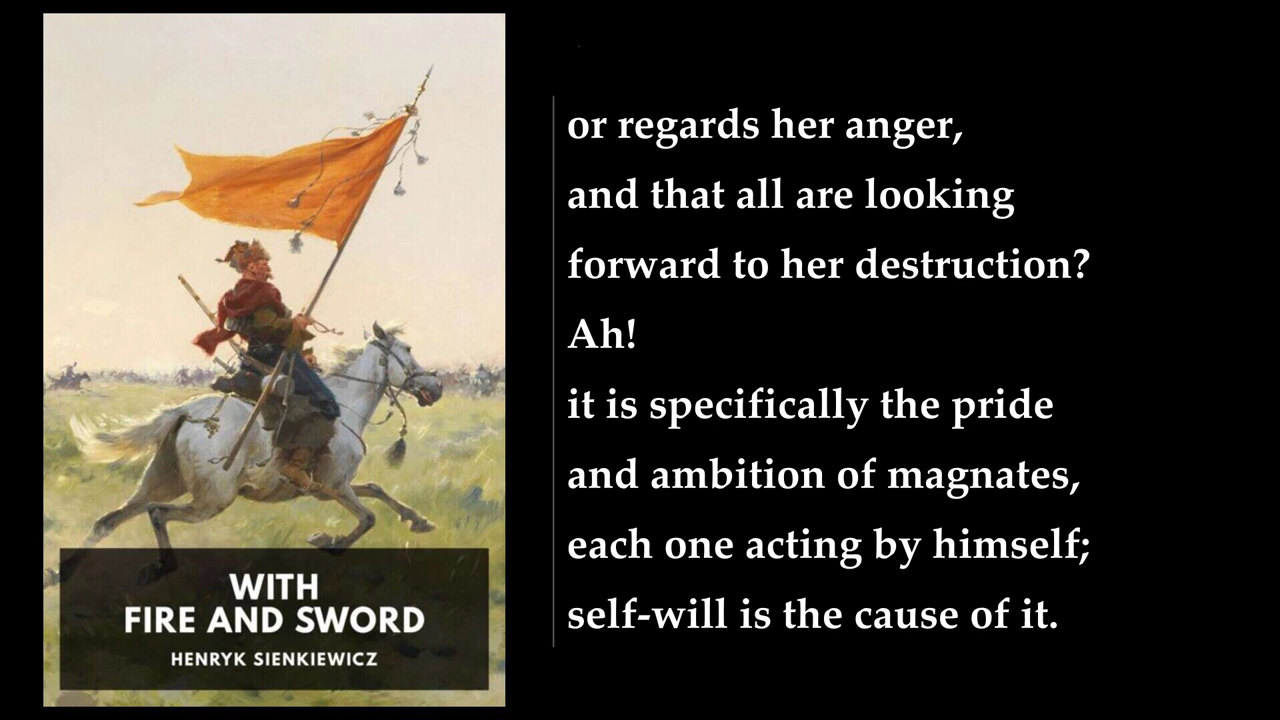 WITH
FIRE AND SWORD
HENRYK SIENKIEWICZ
or regards her anger,
and that all are looking
forward to her destruction?
Ah!
it is specifically the pride
and ambition of magnates,
each one acting by himself;
self-will is the cause of it.